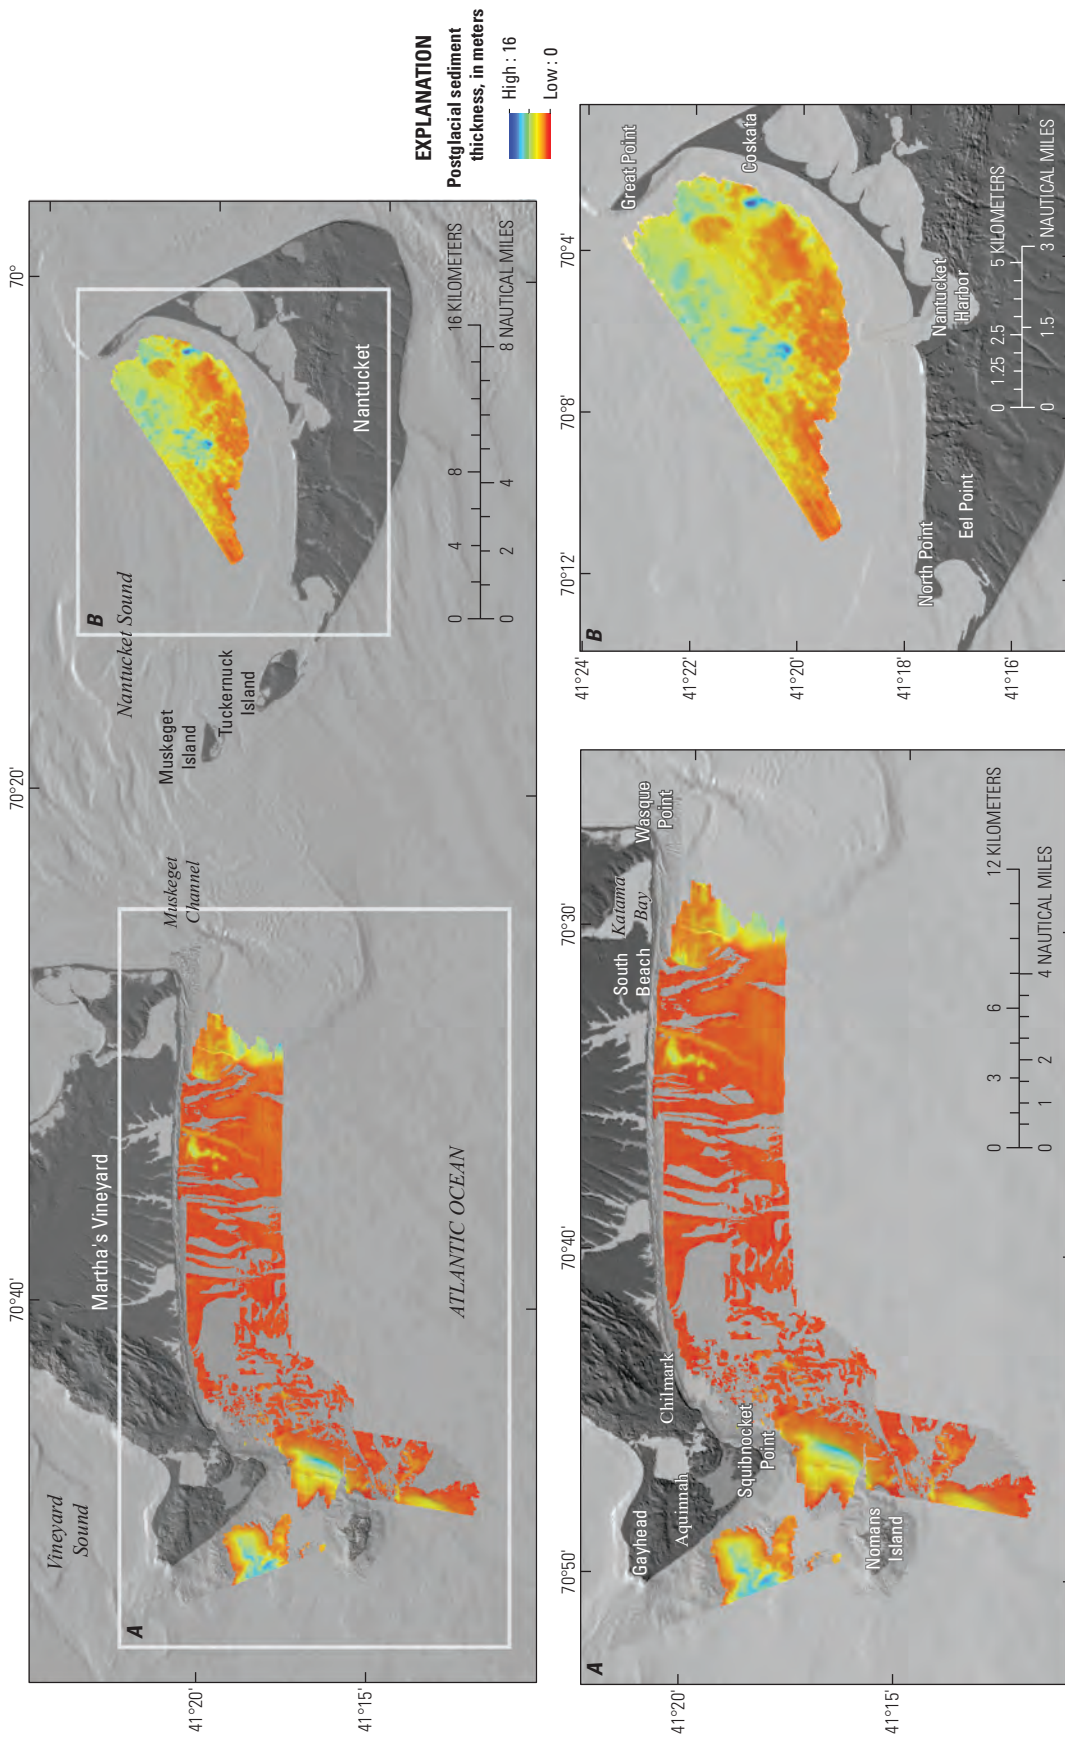 70°40'
70°20'
70°
Vineyard
Sound
Martha's Vineyard
Muskeget
Channel
Muskeget
Island
Tuckernuck
Island
Nantucket Sound
B
Nantucket
41°20'
41°15'
A
ATLANTIC OCEAN
0 4 8 16 KILOMETERS
0 2 4 8 NAUTICAL MILES
EXPLANATION
Postglacial sediment
thickness, in meters
High : 16
Low : 0
A
70°50'
70°40'
70°30'
41°20'
41°15'
Gayhead
Aquinnah
Chilmark
Squibnocket
Point
Nomans
Island
South
Beach
Katama
Bay
Wasque
Point
0 3 6 12 KILOMETERS
0 1 2 4 NAUTICAL MILES
B
70°12'
70°8'
70°4'
41°24'
41°22'
41°20'
41°18'
41°16'
Great Point
Coskata
Nantucket
Harbor
North Point
Eel Point
0 1.25 2.5 5 KILOMETERS
0 1.5 3 NAUTICAL MILES